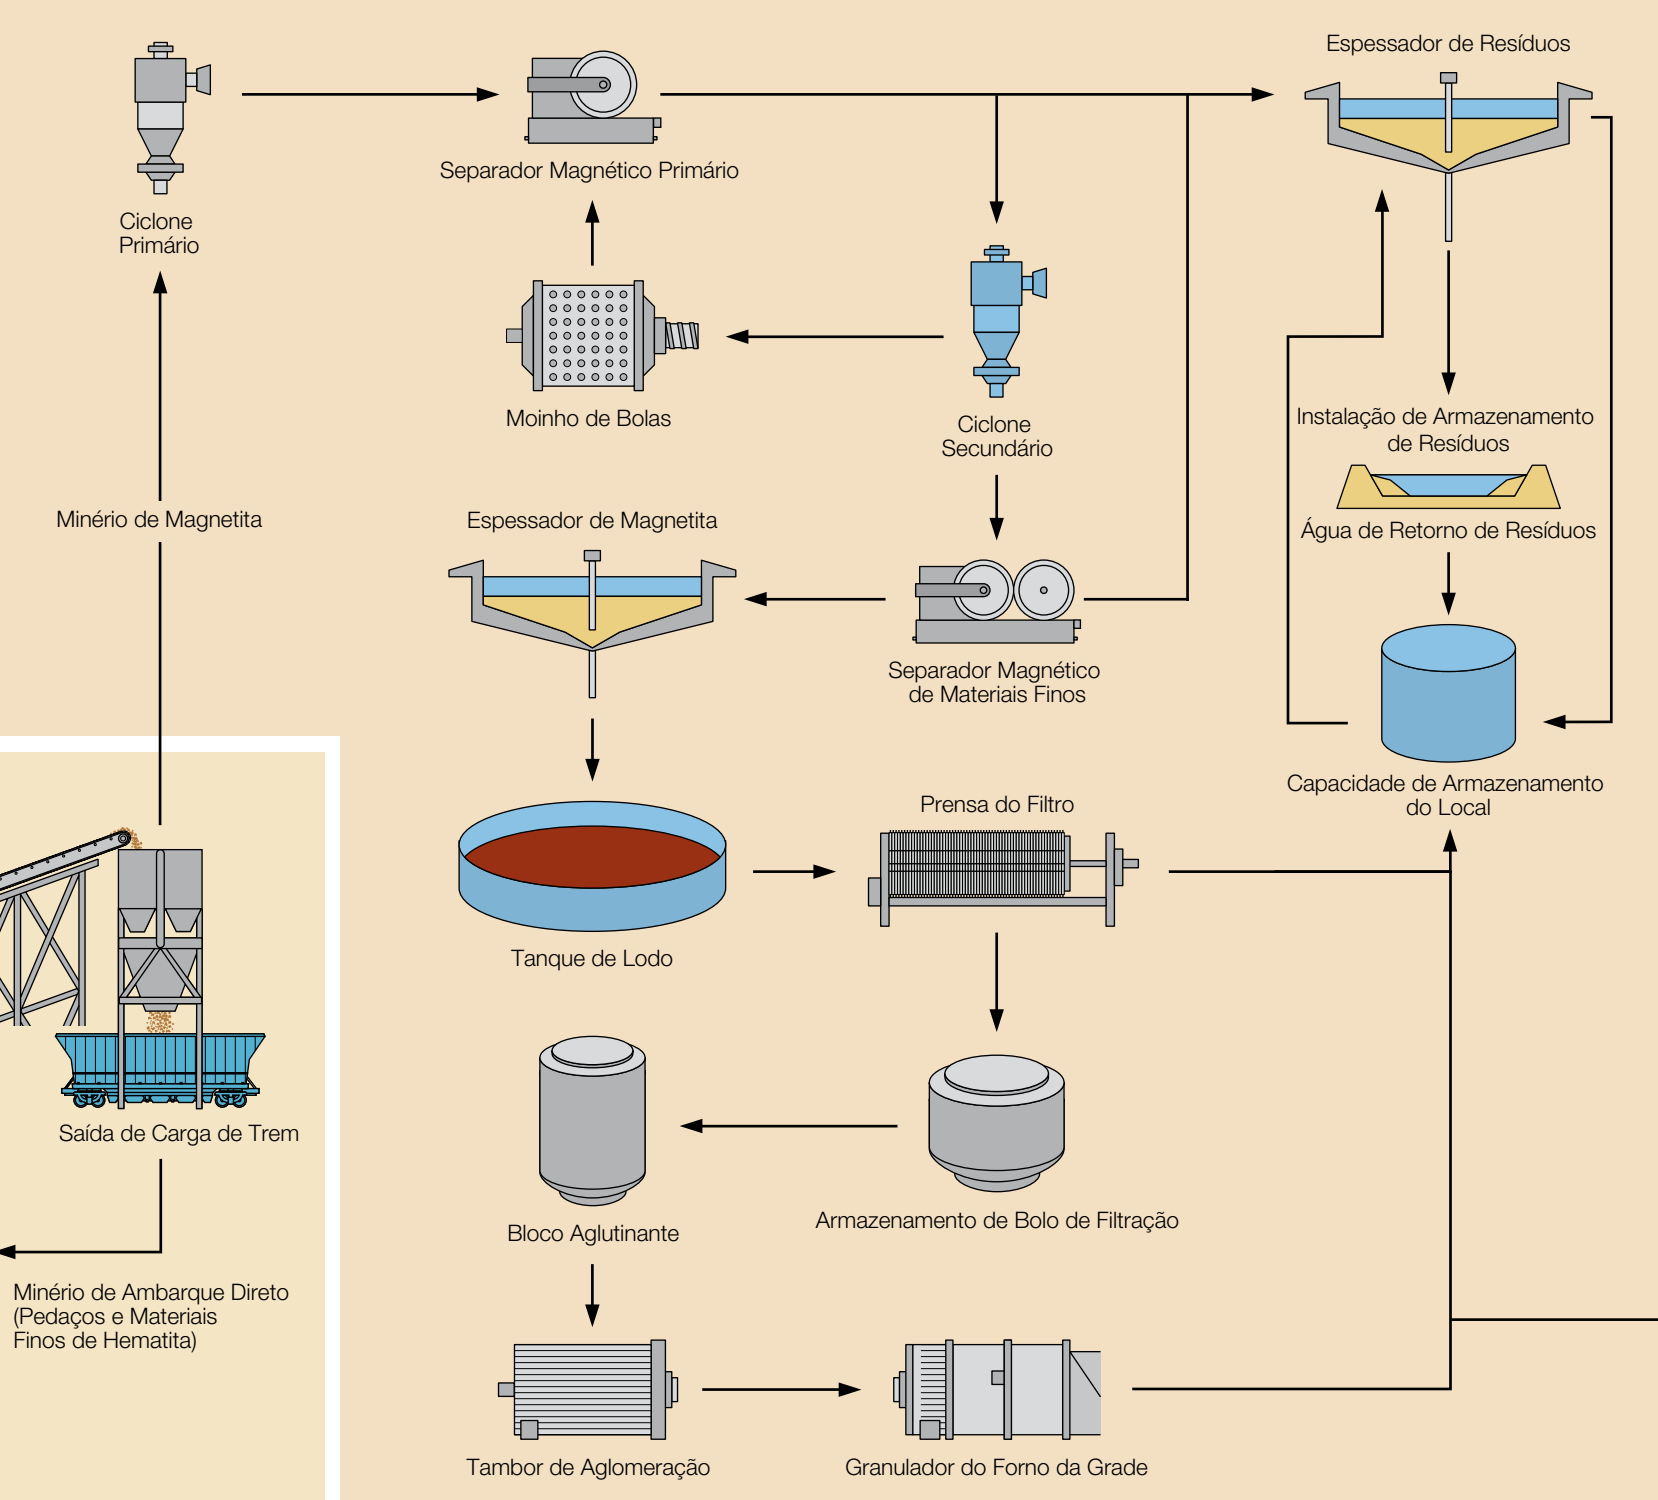 Espessador de Resíduos
Separador Magnético Primário
Ciclone
Primário
Moinho de Bolas
Ciclone
Secundário
Instalação de Armazenamento
de Resíduos
Água de Retorno de Resíduos
Minério de Magnetita
Espessador de Magnetita
Separador Magnético
de Materiais Finos
Capacidade de Armazenamento
do Local
Prensa do Filtro
Tanque de Lodo
Saída de Carga de Trem
Armazenamento de Bolo de Filtração
Bloco Aglutinante
Minério de Ambarque Direto
(Pedaços e Materiais
Finos de Hematita)
Tambor de Aglomeração
Granulador do Forno da Grade